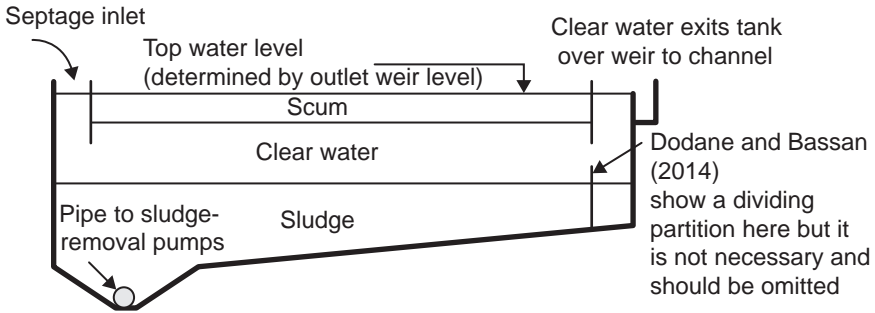 Septage inlet
Top water level
(determined by outlet weir level)
Clear water exits tank
over weir to channel
Scum
Clear water
Dodane and Bassan
(2014)
show a dividing
partition here but it
is not necessary and
should be omitted
Pipe to sludge-
removal pumps
Sludge